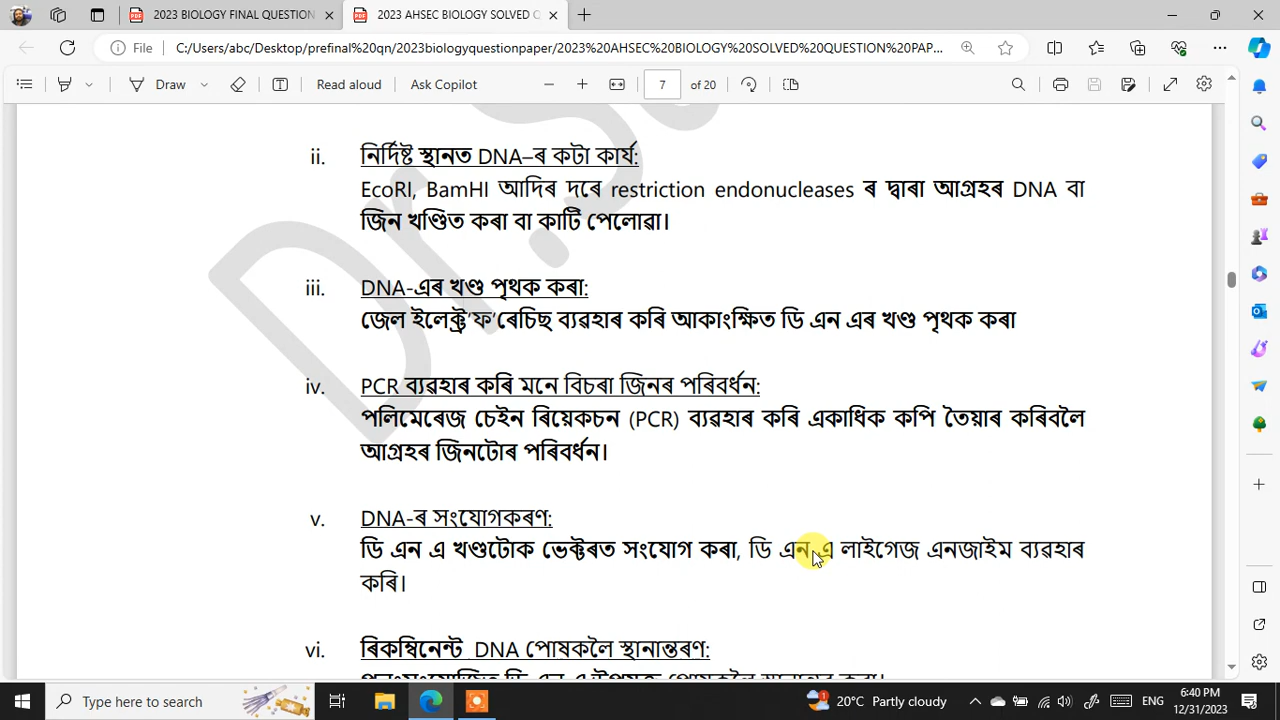 2023 BIOLOGY FINAL QUESTION
2023 AHSEC BIOLOGY SOLVED Q
File C:/Users/abc/Desktop/prefinal%20qn/2023biologyquestionpaper/2023%20AHSEC%20BIOLOGY%20SOLVED%20QUESTION%20PAP...
Draw Read aloud Ask Copilot 7 of 20
ii. নিৰ্দিষ্ট স্থানত DNA–ৰ কটা কাৰ্য:
EcoRI, BamHI আদিৰ দৰে restriction endonucleases ৰ দ্বাৰা আগ্ৰহৰ DNA বা
জিন খণ্ডিত কৰা বা কাটি পেলোৱা।
iii. DNA-এৰ খণ্ড পৃথক কৰা:
জেল ইলেক্ট্ৰ'ফ'ৰেচিছ ব্যৱহাৰ কৰি আকাংক্ষিত ডি এন এৰ খণ্ড পৃথক কৰা
iv. PCR ব্যৱহাৰ কৰি মনে বিচৰা জিনৰ পৰিবৰ্ধন:
পলিমেৰেজ চেইন ৰিয়েকচন (PCR) ব্যৱহাৰ কৰি একাধিক কপি তৈয়াৰ কৰিবলৈ
আগ্ৰহৰ জিনটোৰ পৰিবৰ্ধন।
v. DNA-ৰ সংযোগকৰণ:
ডি এন এ খণ্ডটোক ভেক্টৰত সংযোগ কৰা, ডি এন এ লাইগেজ এনজাইম ব্যৱহাৰ
কৰি।
vi. ৰিকম্বিনেন্ট DNA পোষকলৈ স্থানান্তৰণ:
Type here to search
20°C Partly cloudy
ENG
6:40 PM
12/31/2023